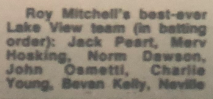 Roy Mitchell's best-ever
Lake View team (in batting
order): Jack Peart, Merv
Hosking, Norm Dawson,
John Osmetti, Charlie
Young, Bevan Kelly, Neville